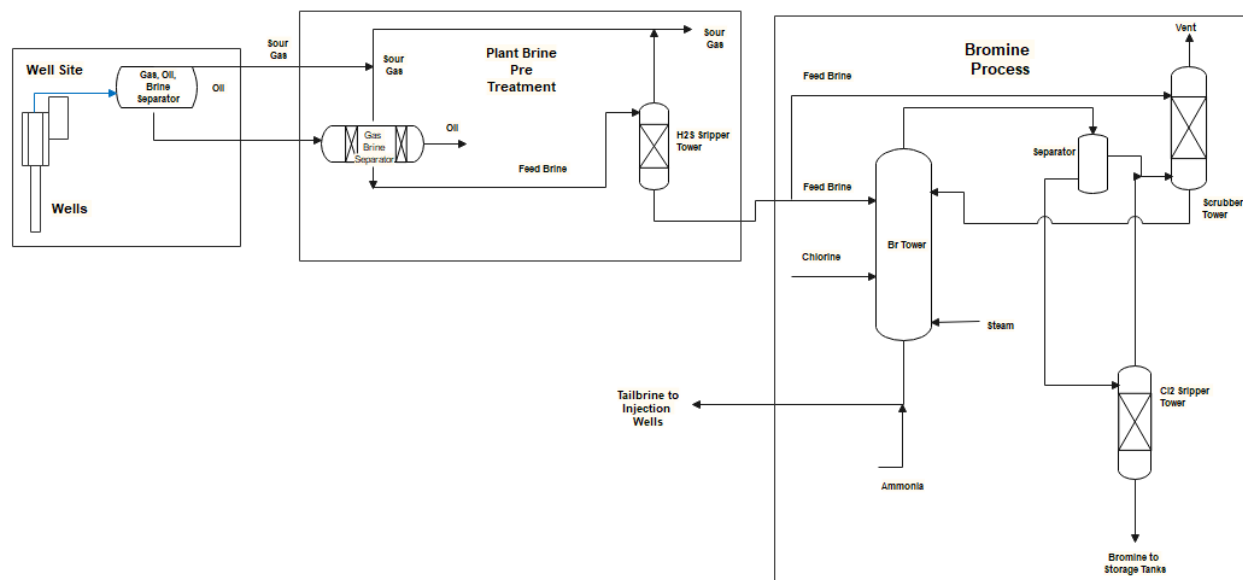 Well Site
Gas, Oil,
Brine
Separator
Oil
Wells
Sour
Gas
Plant Brine
Pre
Treatment
Sour
Gas
Sour
Gas
Gas
Brine
Separator
Oil
Feed Brine
H2S Sripper
Tower
Bromine
Process
Vent
Feed Brine
Separator
Feed Brine
Scrubber
Tower
Br Tower
Chlorine
Steam
Tailbrine to
Injection
Wells
Cl2 Sripper
Tower
Ammonia
Bromine to
Storage Tanks